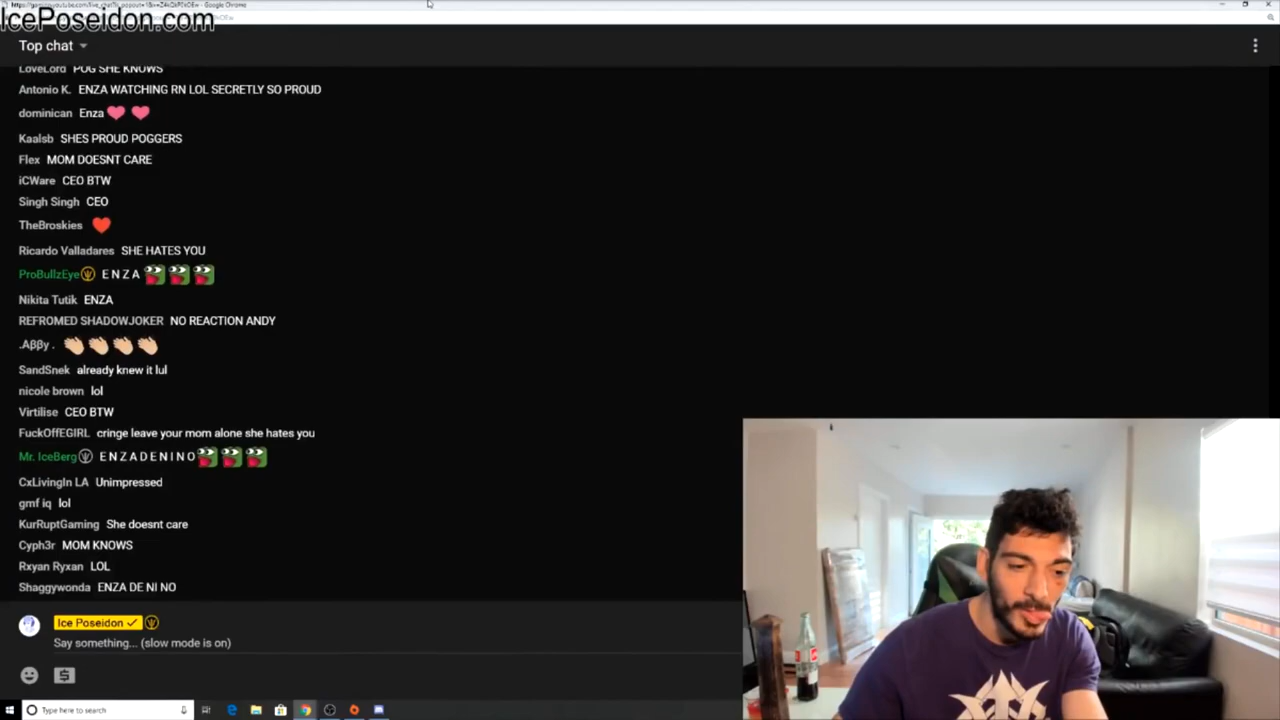 IcePoseidon.com
Top chat
LoveLord POG SHE KNOWS
Antonio K. ENZA WATCHING RN LOL SECRETLY SO PROUD
dominican Enza
Kaalsb SHES PROUD POGGERS
Flex MOM DOESNT CARE
iCWare CEO BTW
Singh Singh CEO
TheBroskies
Ricardo Valladares SHE HATES YOU
ProBullzEye E N Z A
Nikita Tutik ENZA
REFROMED SHADOWJOKER NO REACTION ANDY
.Aββy .
SandSnek already knew it lul
nicole brown lol
Virtilise CEO BTW
FuckOffEGIRL cringe leave your mom alone she hates you
Mr. IceBerg E N Z A D E N I N O
CxLivingIn LA Unimpressed
gmf iq lol
KurRuptGaming She doesnt care
Cyph3r MOM KNOWS
Rxyan Ryxan LOL
Shaggywonda ENZA DE NI NO
Ice Poseidon
Say something... (slow mode is on)
Type here to search